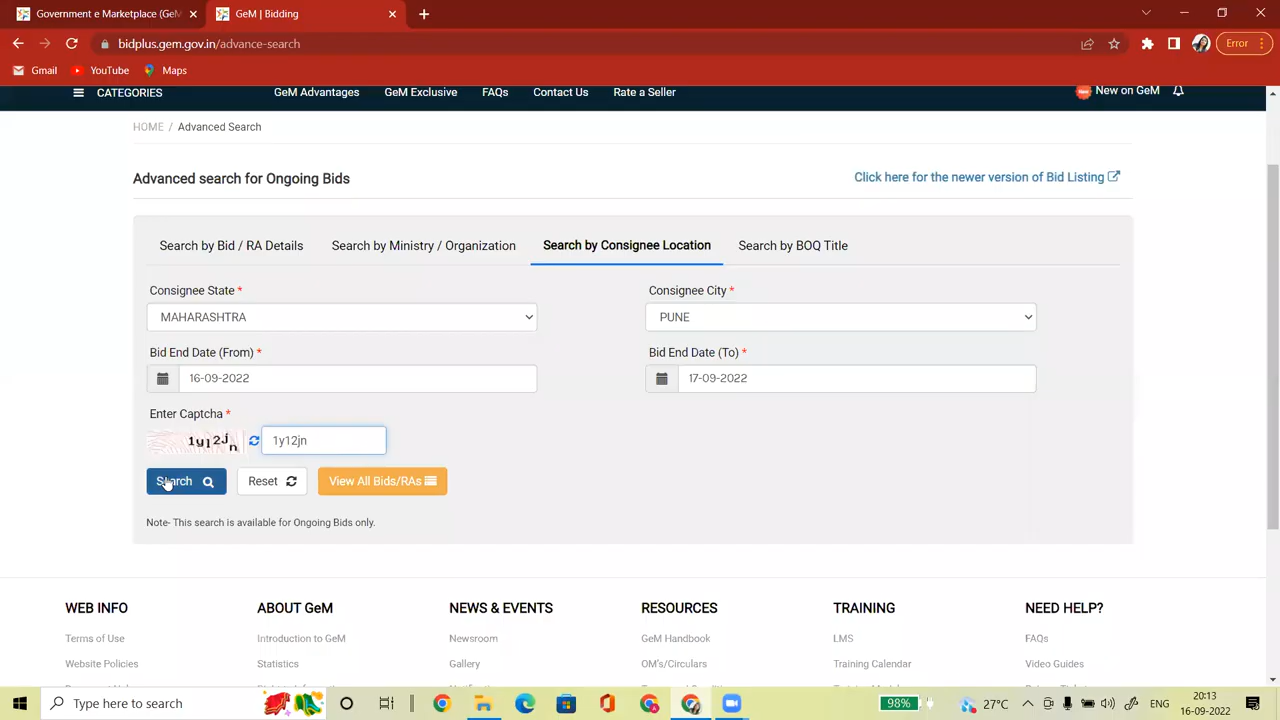 Government e Marketplace (GeM
GeM | Bidding
bidplus.gem.gov.in/advance-search
Error
Gmail
YouTube
Maps
CATEGORIES
GeM Advantages
GeM Exclusive
FAQs
Contact Us
Rate a Seller
New on GeM
HOME / Advanced Search
Advanced search for Ongoing Bids
Click here for the newer version of Bid Listing
Search by Bid / RA Details
Search by Ministry / Organization
Search by Consignee Location
Search by BOQ Title
Consignee State *
Consignee City *
MAHARASHTRA
PUNE
Bid End Date (From) *
Bid End Date (To) *
16-09-2022
17-09-2022
Enter Captcha *
1y12jn
1y12jn
Search
Reset
View All Bids/RAs
Note- This search is available for Ongoing Bids only.
WEB INFO
ABOUT GeM
NEWS & EVENTS
RESOURCES
TRAINING
NEED HELP?
Terms of Use
Introduction to GeM
Newsroom
GeM Handbook
LMS
FAQs
Website Policies
Statistics
Gallery
OM's/Circulars
Training Calendar
Video Guides
Type here to search
98%
27°C
ENG
20:13
16-09-2022